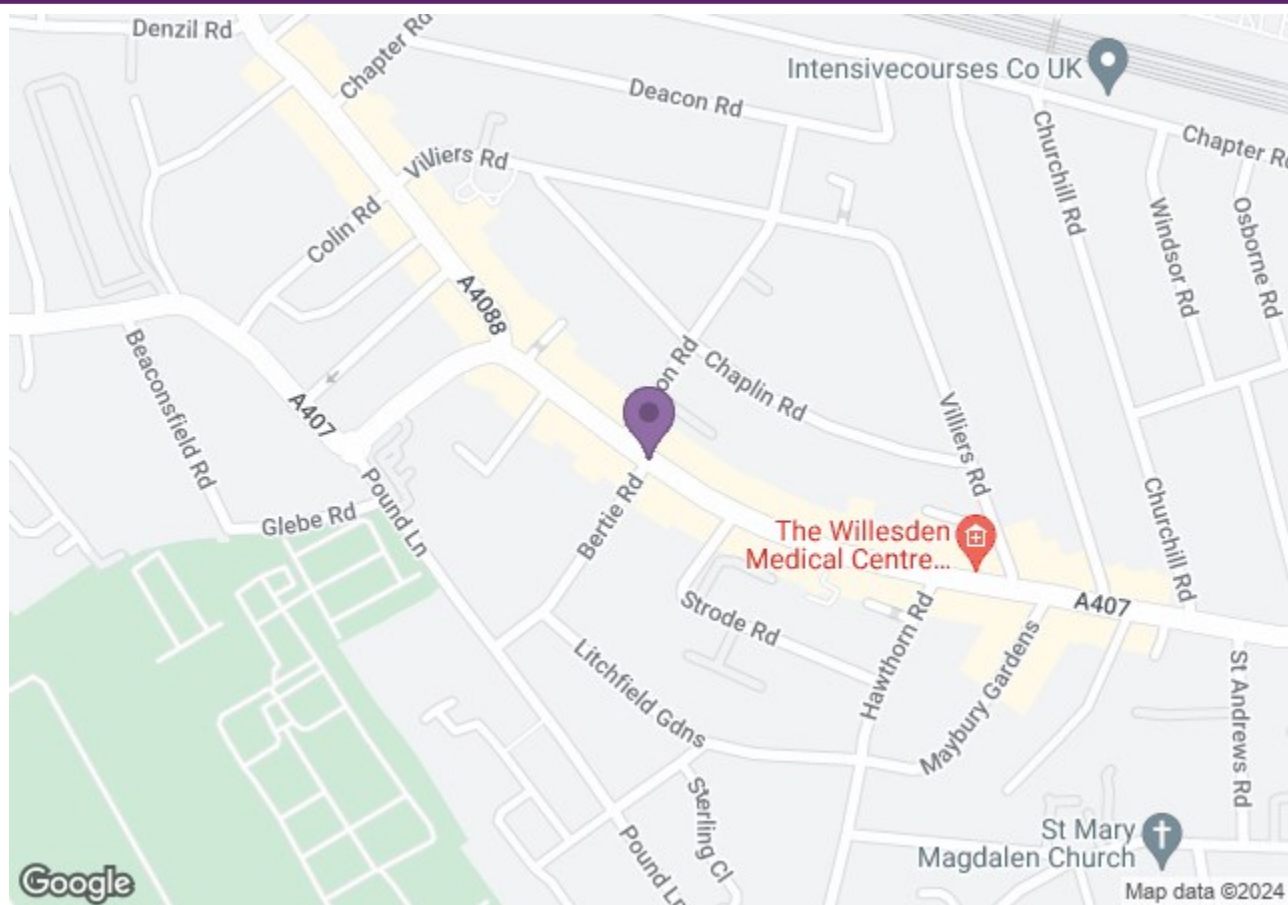 Denzil Rd
Chapter Rd
Intensivecourses Co UK
Deacon Rd
Churchill Rd
Chapter R
Villiers Rd
Colin Rd
Windsor Rd
Osborne Rd
A4088
Beaconsfield Rd
A407
on Rd
Chaplin Rd
Villiers Rd
Pound Ln
Glebe Rd
Bertie Rd
Churchill Rd
The Willesden
Medical Centre...
A407
Strode Rd
Hawthorn Rd
Maybury Gardens
Litchfield Gdns
St Andrews Rd
Sterling Cl
Pound Ln
St Mary
Magdalen Church
Google
Map data ©2024